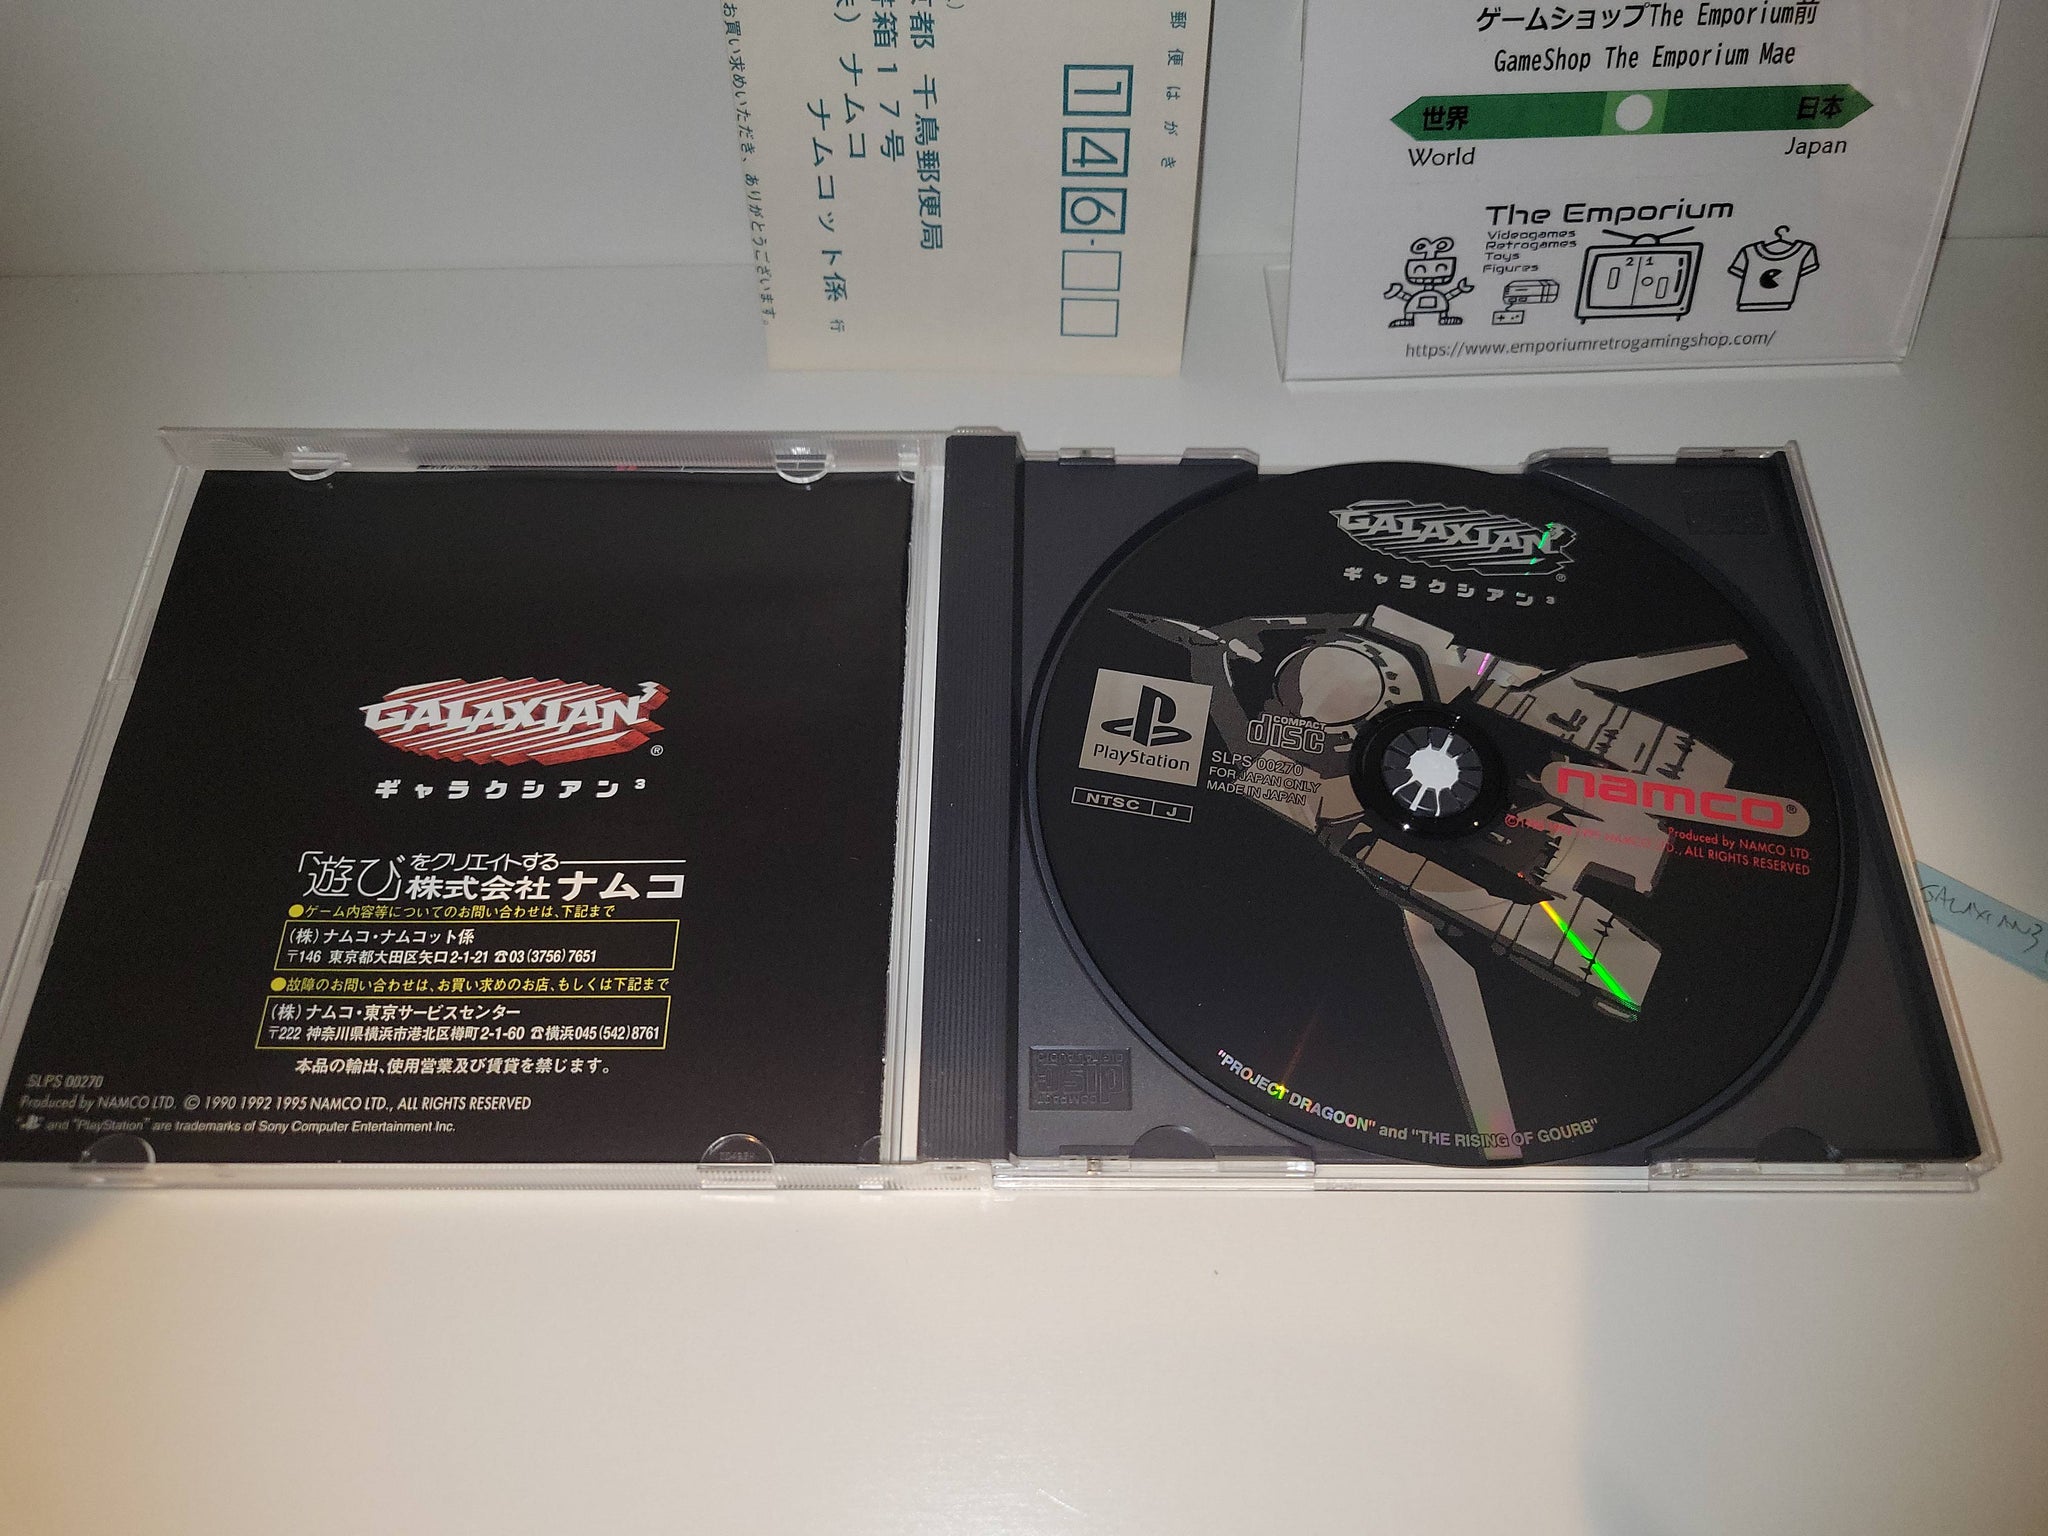 郵便はがき
146-
都 千鳥郵便局
箱17号
ナムコ
ナムコット係 行
お買い求めいただき、ありがとうございます。
ゲームショップThe Emporium前
GameShop The Emporium Mae
世界
日本
World
Japan
The Emporium
Videogames
Retrogames
Toys
Figures
2 1
https://www.emporiumretrogamingshop.com/
GALAXIAN3®
ギャラクシアン3
「遊び」をクリエイトする――
株式会社ナムコ
●ゲーム内容等についてのお問い合わせは、下記まで
(株)ナムコ・ナムコット係
〒146 東京都大田区矢口2-1-21 ☎03(3756)7651
●故障のお問い合わせは、お買い求めのお店、もしくは下記まで
(株)ナムコ・東京サービスセンター
〒222 神奈川県横浜市港北区樽町2-1-60 ☎横浜045(542)8761
本品の輸出、使用営業及び賃貸を禁じます。
SLPS 00270
Produced by NAMCO LTD. © 1990 1992 1995 NAMCO LTD., ALL RIGHTS RESERVED
"PS" and "PlayStation" are trademarks of Sony Computer Entertainment Inc.
GALAXIAN3®
ギャラクシアン3
PlayStation
COMPACT
disc
SLPS 00270
FOR JAPAN ONLY
MADE IN JAPAN
NTSC J
namco®
Produced by NAMCO LTD.
NAMCO LTD., ALL RIGHTS RESERVED
"PROJECT DRAGOON" and "THE RISING OF GOURB"
COMPACT
disc
DIGITAL AUDIO
GALAXIAN3